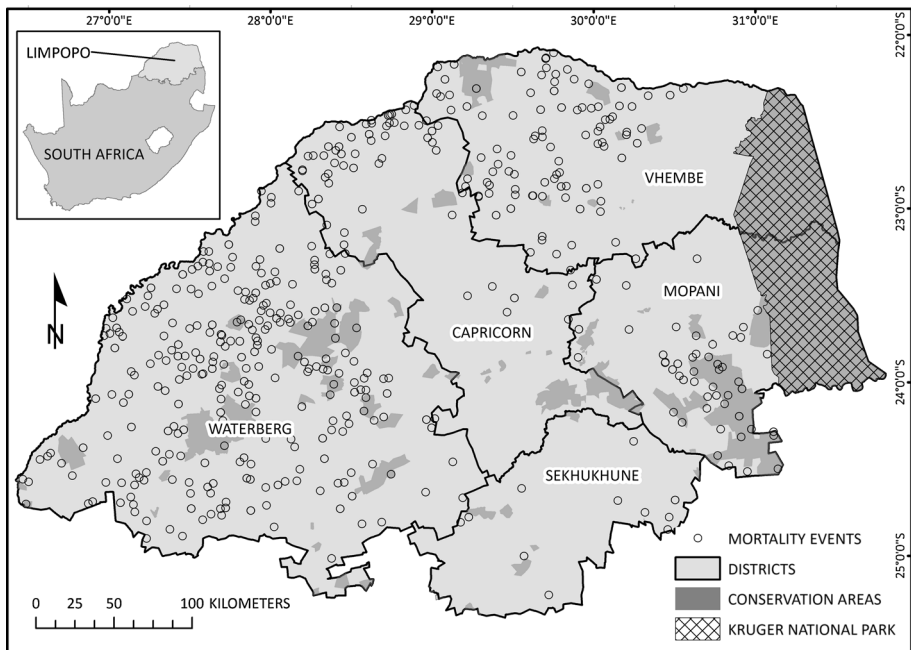 27°0'0"E
28°0'0"E
29°0'0"E
30°0'0"E
31°0'0"E
22°0'0"S
23°0'0"S
24°0'0"S
25°0'0"S
LIMPOPO
SOUTH AFRICA
VHEMBE
MOPANI
CAPRICORN
WATERBERG
SEKHUKHUNE
N
MORTALITY EVENTS
DISTRICTS
CONSERVATION AREAS
KRUGER NATIONAL PARK
0 25 50 100 KILOMETERS